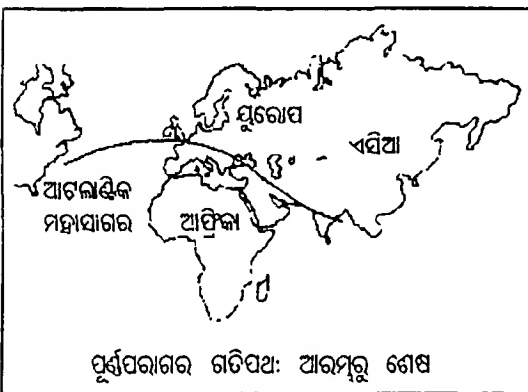 ୟୁରୋପ
ଏସିଆ
ଆଟଲାଣ୍ଟିକ
ମହାସାଗର
ଆଫ୍ରିକା
ପୂର୍ଣ୍ଣପରାଗର ଗତିପଥ: ଆରମ୍ଭରୁ ଶେଷ